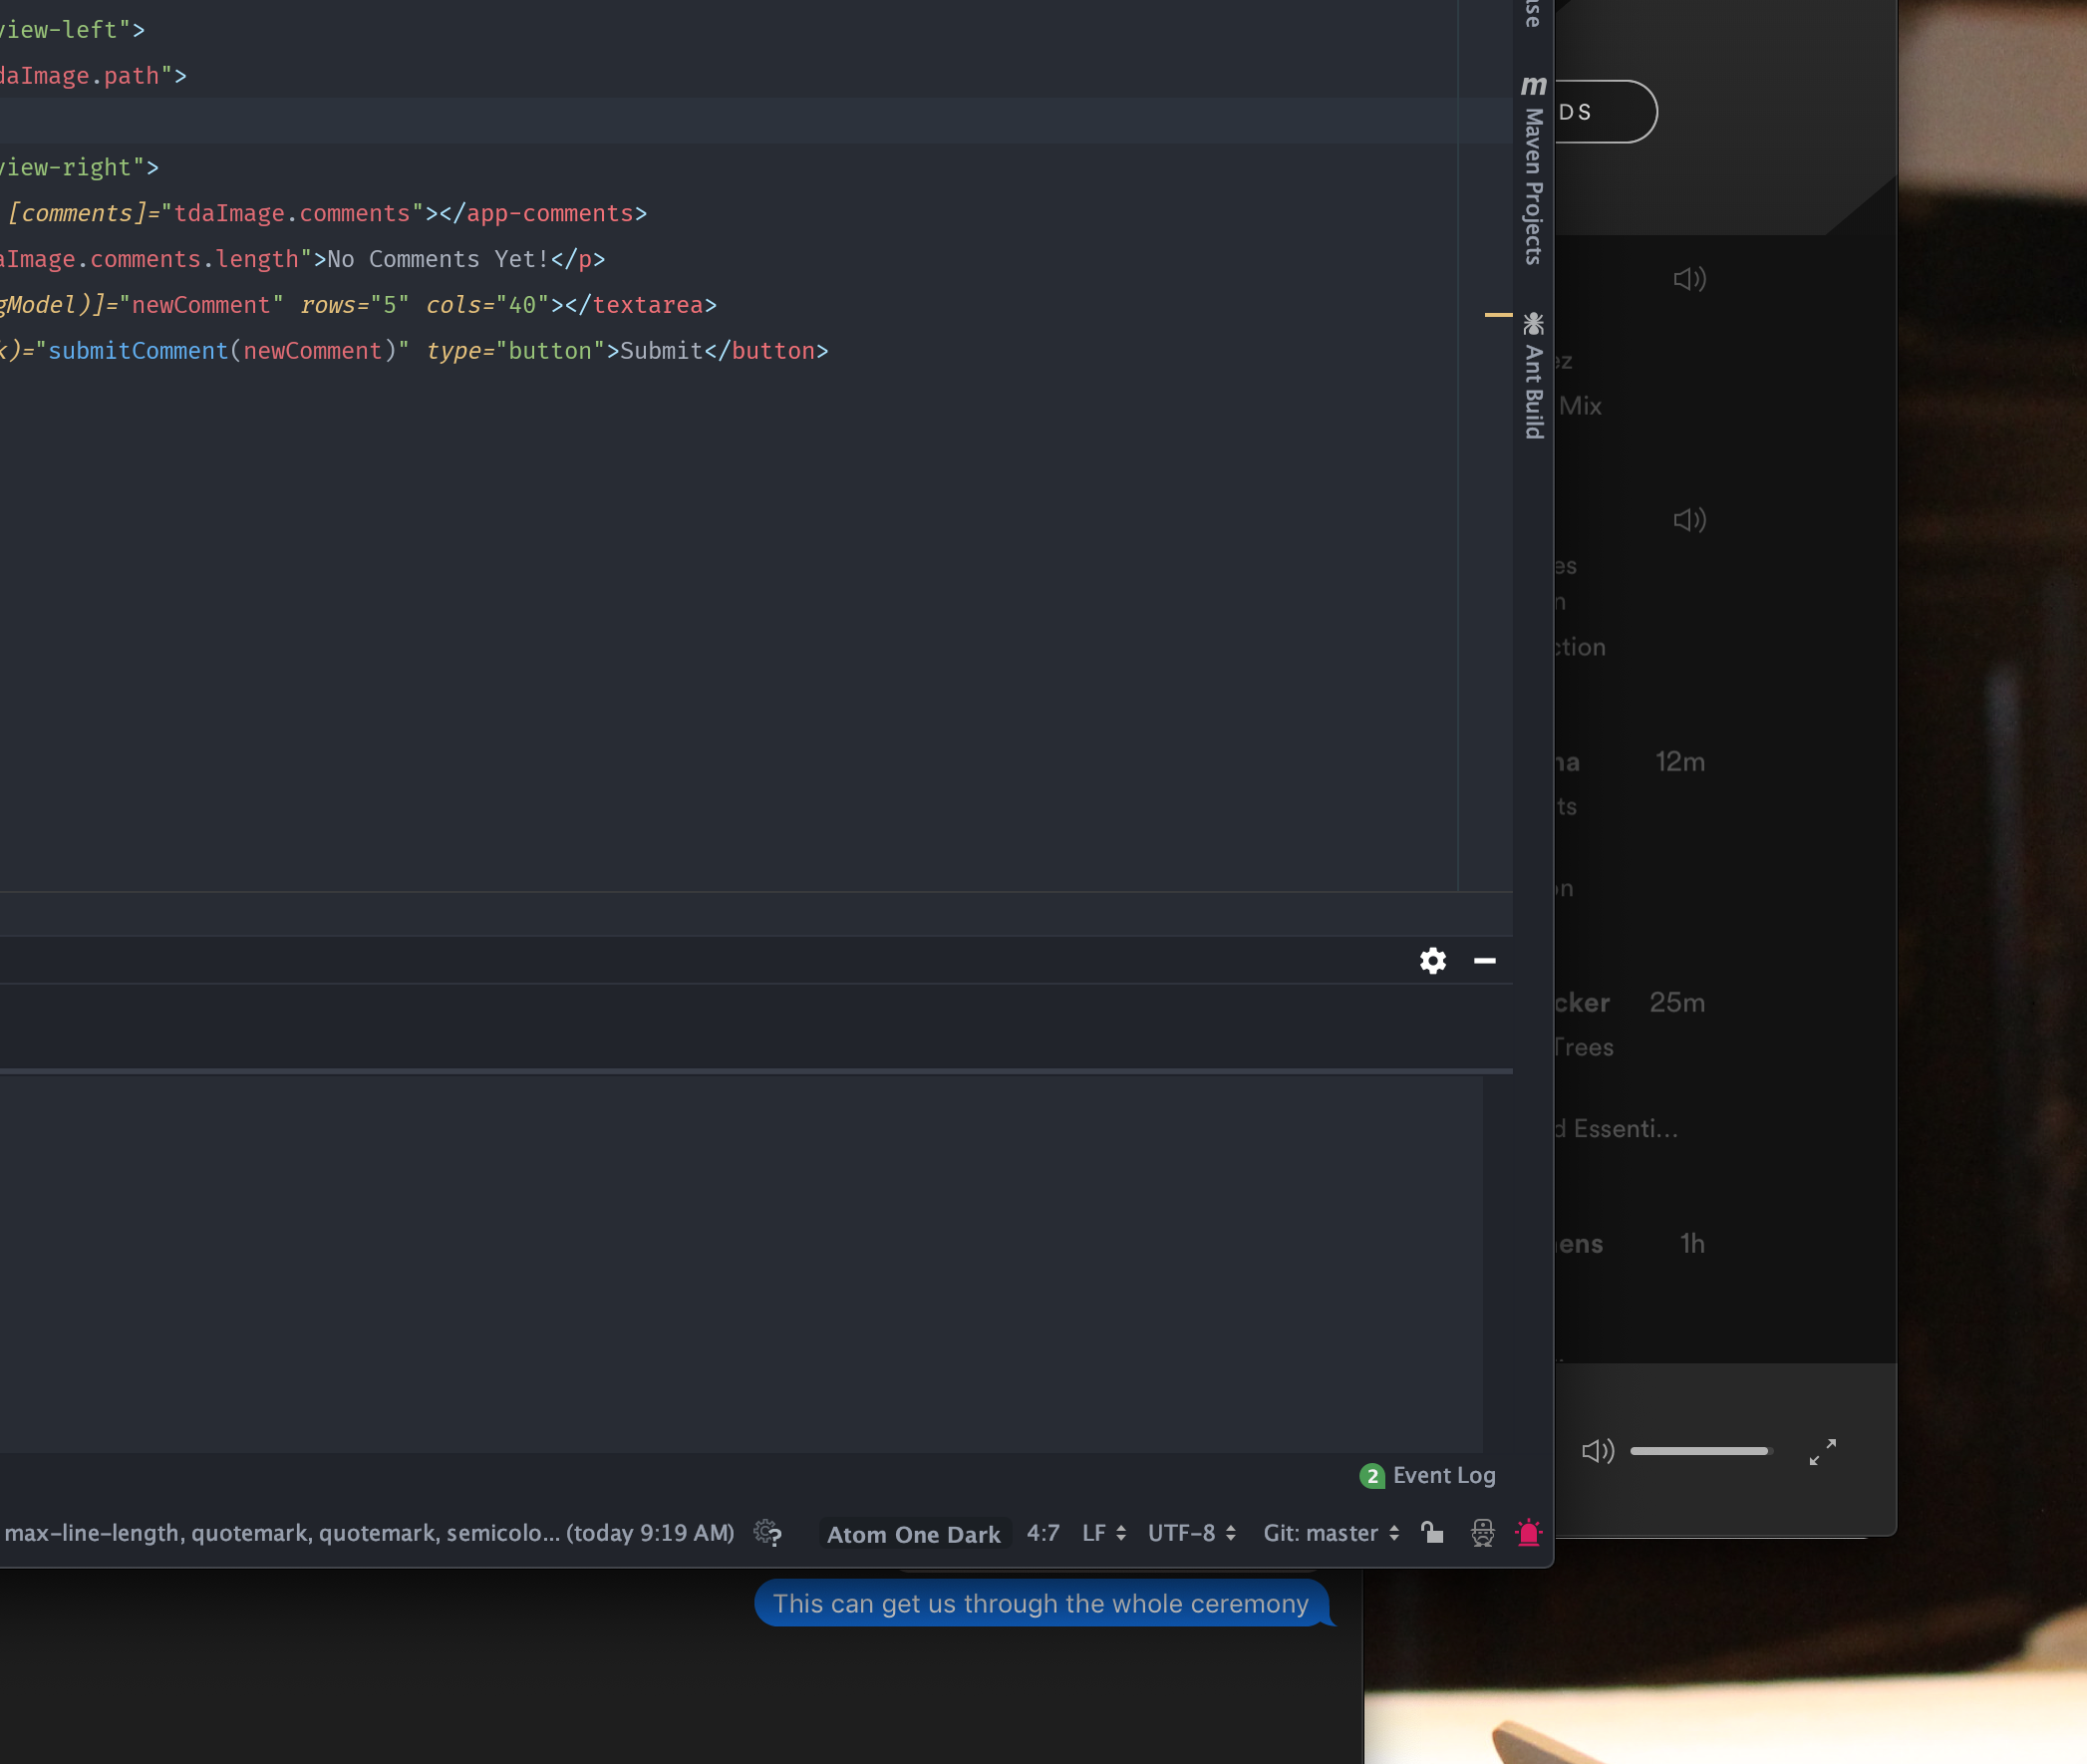 view-left">
daImage.path">
view-right">
[comments]="tdaImage.comments"></app-comments>
aImage.comments.length">No Comments Yet!</p>
gModel)]="newComment" rows="5" cols="40"></textarea>
k)="submitComment(newComment)" type="button">Submit</button>
ase
m Maven Projects
Ant Build
DS
ez
Mix
es
n
ction
na 12m
ts
on
cker 25m
Trees
d Essenti...
ens 1h
2 Event Log
max-line-length, quotemark, quotemark, semicolo... (today 9:19 AM) Atom One Dark 4:7 LF UTF-8 Git: master
This can get us through the whole ceremony